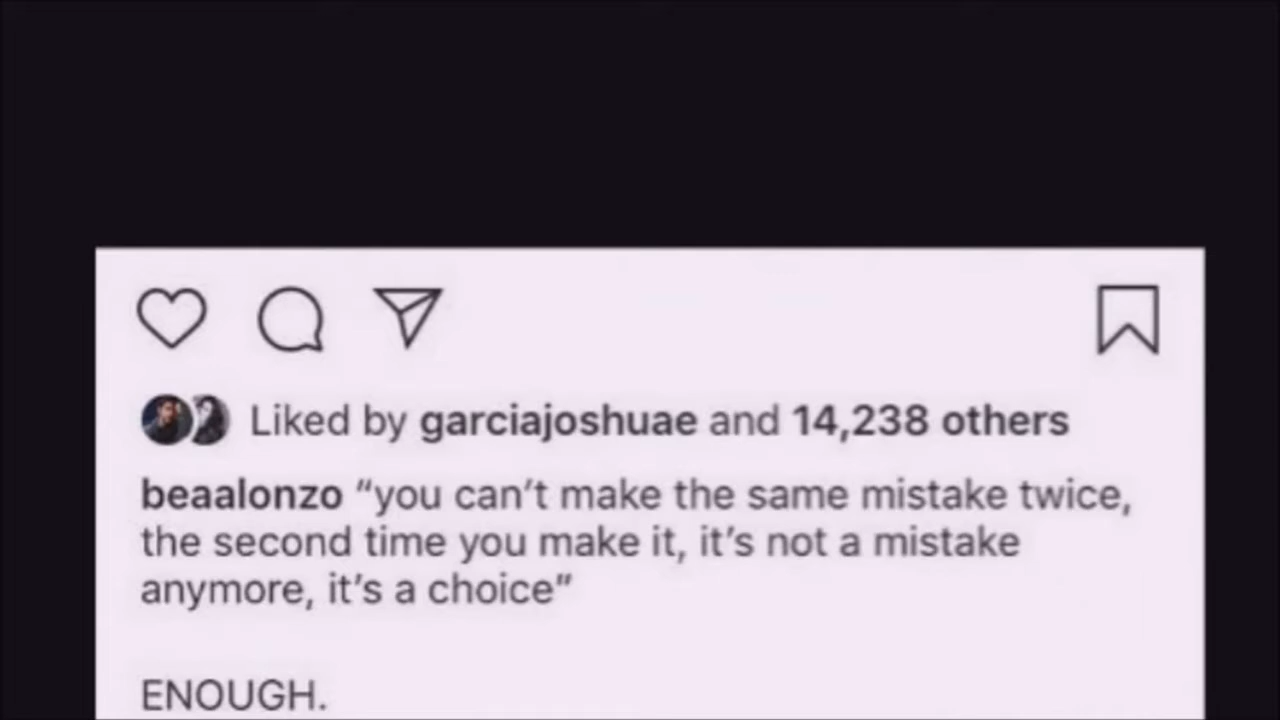 Liked by garciajoshuae and 14,238 others
beaalonzo “you can’t make the same mistake twice,
the second time you make it, it’s not a mistake
anymore, it’s a choice”
ENOUGH.